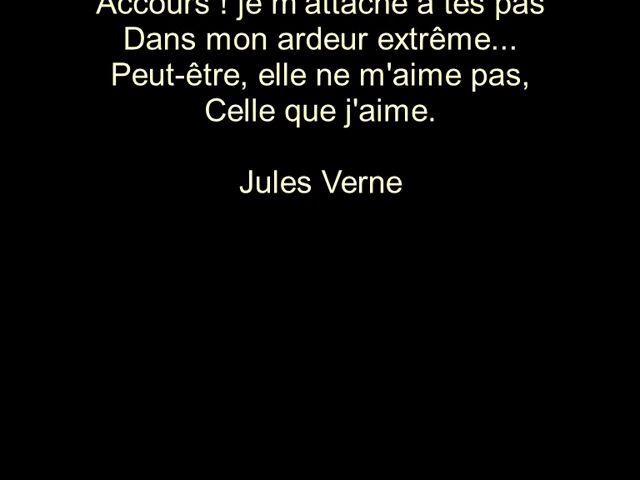 Accours ! je m'attache à tes pas
Dans mon ardeur extrême...
Peut-être, elle ne m'aime pas,
Celle que j'aime.
Jules Verne